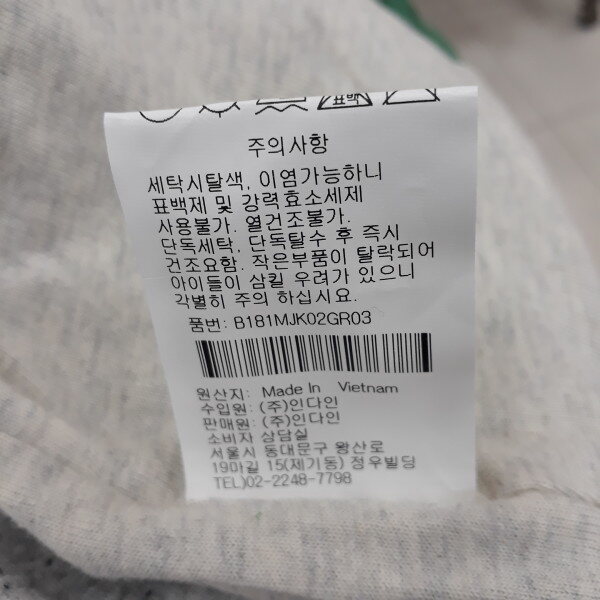 표백
주의사항
세탁시탈색, 이염가능하니
표백제 및 강력효소세제
사용불가. 열건조불가.
단독세탁, 단독탈수 후 즉시
건조요함. 작은부품이 탈락되어
아이들이 삼킬 우려가 있으니
각별히 주의 하십시요.
품번: B181MJK02GR03
원산지: Made In Vietnam
수입원: (주)인다인
판매원: (주)인다인
소비자 상담실
서울시 동대문구 왕산로
19마길 15(제기동) 정우빌딩
TEL)02-2248-7798